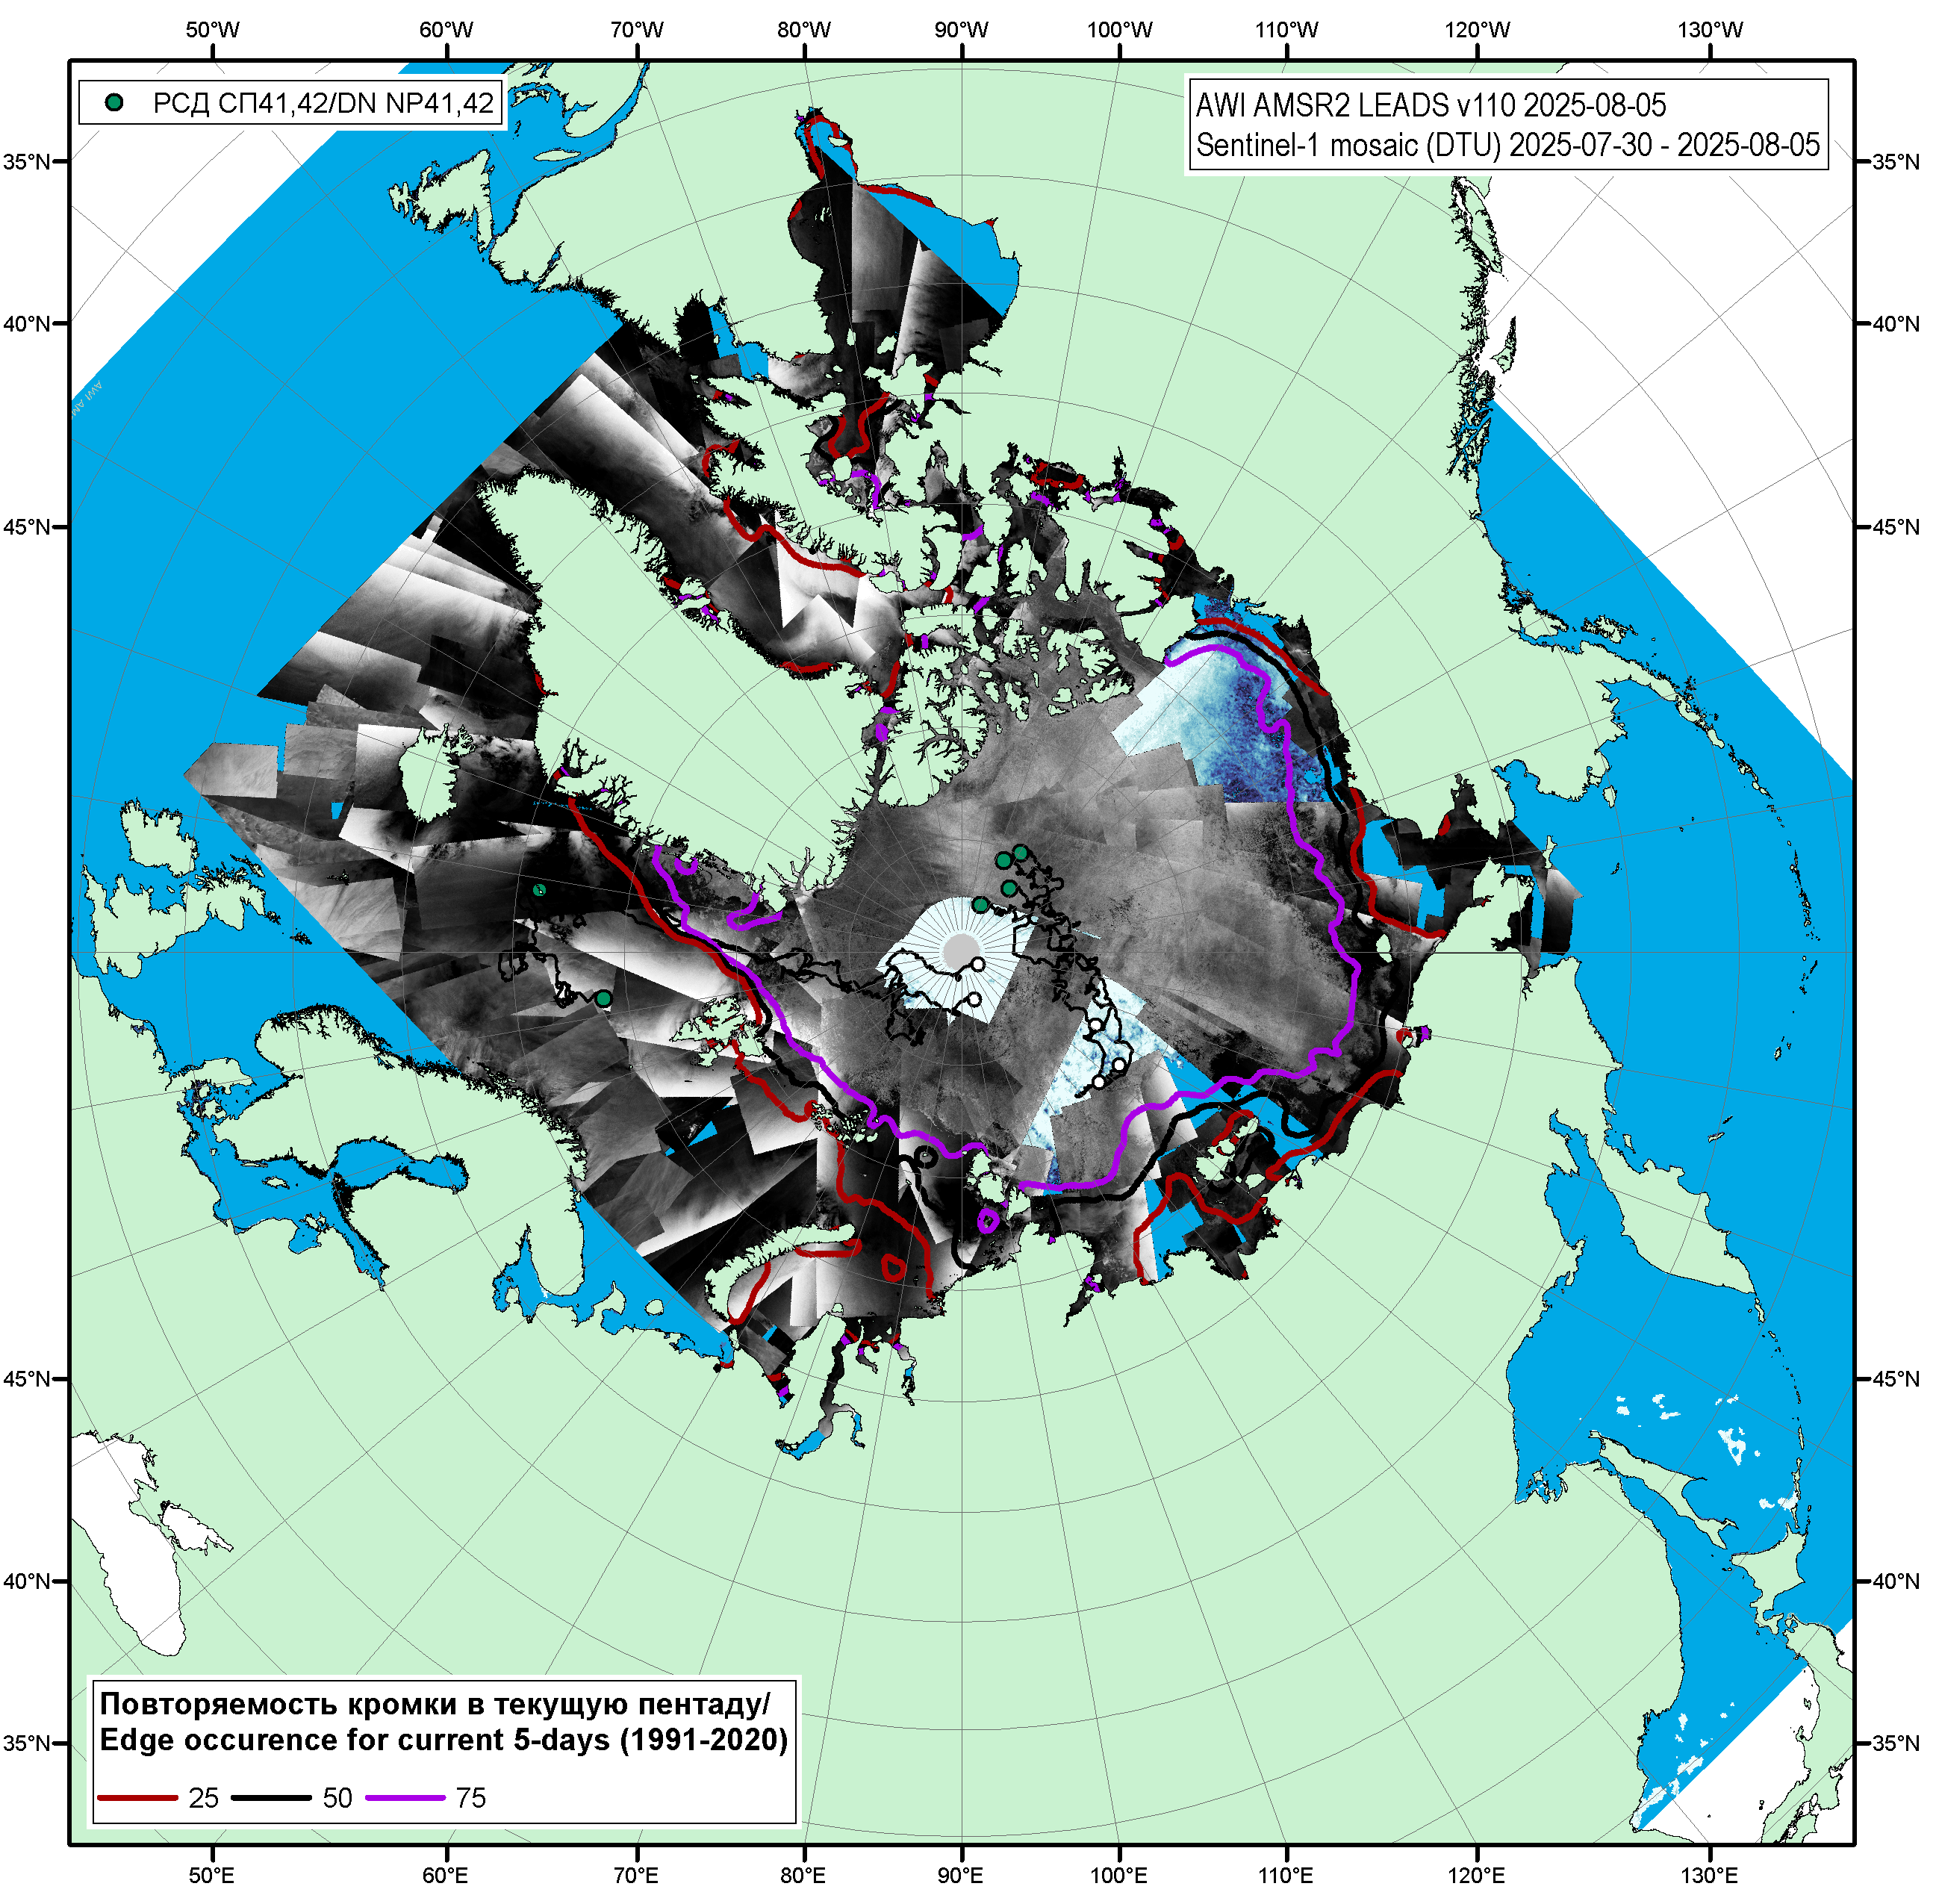 50°W 60°W 70°W 80°W 90°W 100°W 110°W 120°W 130°W
РСД СП41,42/DN NP41,42
AWI AMSR2 LEADS v110 2025-08-05
Sentinel-1 mosaic (DTU) 2025-07-30 - 2025-08-05
35°N 35°N
40°N 40°N
45°N 45°N
45°N 45°N
40°N 40°N
Повторяемость кромки в текущую пентаду/
Edge occurence for current 5-days (1991-2020)
35°N 35°N
25 50 75
50°E 60°E 70°E 80°E 90°E 100°E 110°E 120°E 130°E